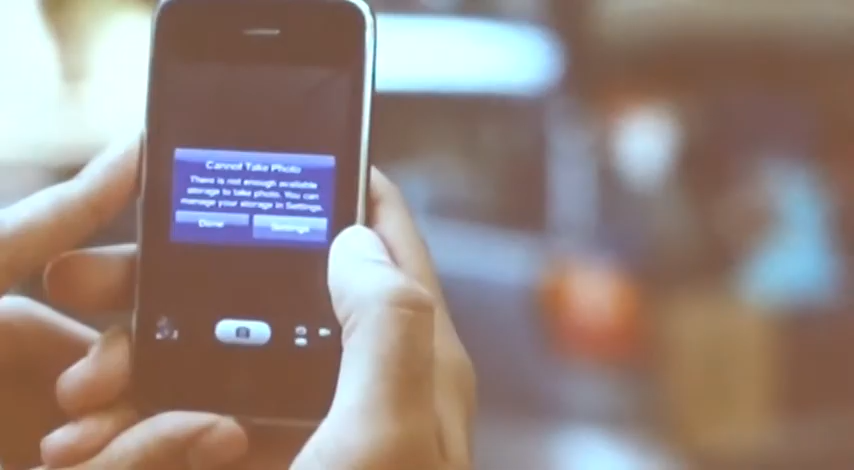 Cannot Take Photo
There is not enough available
storage to take photo. You can
manage your storage in Settings.
Done Settings